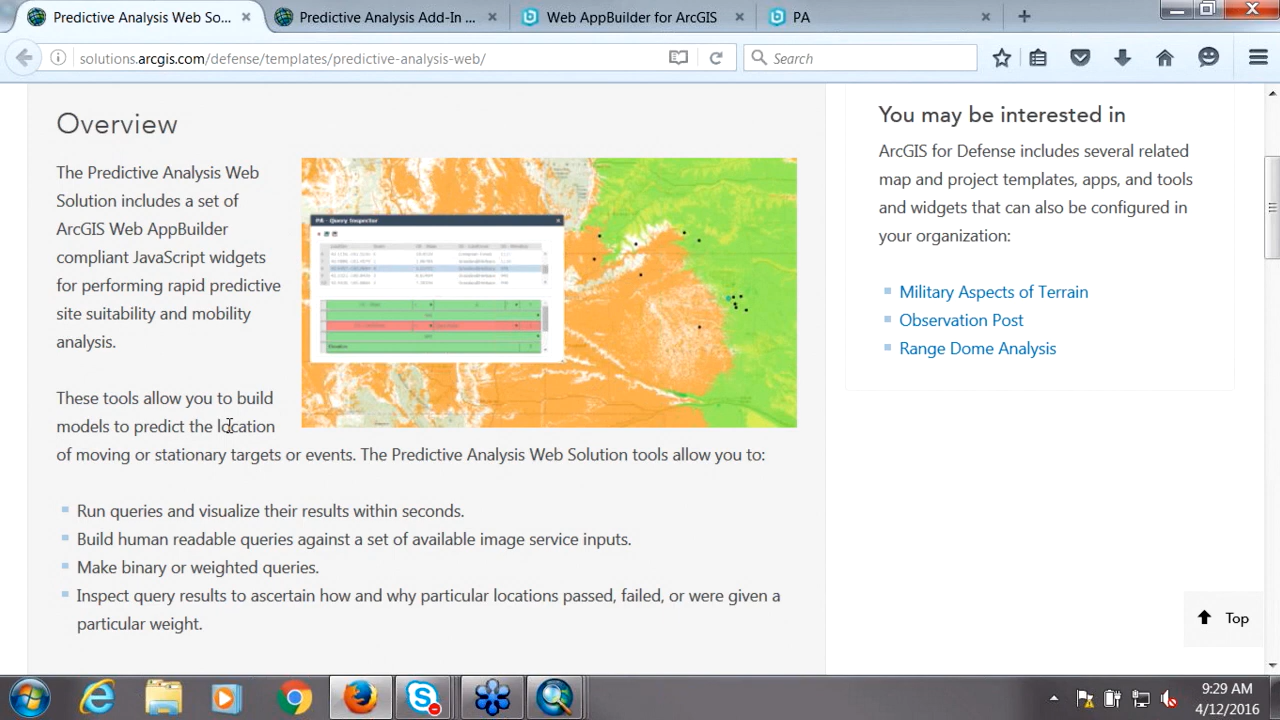 Predictive Analysis Web So...
Predictive Analysis Add-In ...
Web AppBuilder for ArcGIS
PA
solutions.arcgis.com/defense/templates/predictive-analysis-web/
Search
Overview
The Predictive Analysis Web
Solution includes a set of
ArcGIS Web AppBuilder
compliant JavaScript widgets
for performing rapid predictive
site suitability and mobility
analysis.
PA - Query Inspector
These tools allow you to build
models to predict the location
of moving or stationary targets or events. The Predictive Analysis Web Solution tools allow you to:
Run queries and visualize their results within seconds.
Build human readable queries against a set of available image service inputs.
Make binary or weighted queries.
Inspect query results to ascertain how and why particular locations passed, failed, or were given a
particular weight.
You may be interested in
ArcGIS for Defense includes several related
map and project templates, apps, and tools
and widgets that can also be configured in
your organization:
Military Aspects of Terrain
Observation Post
Range Dome Analysis
Top
9:29 AM
4/12/2016